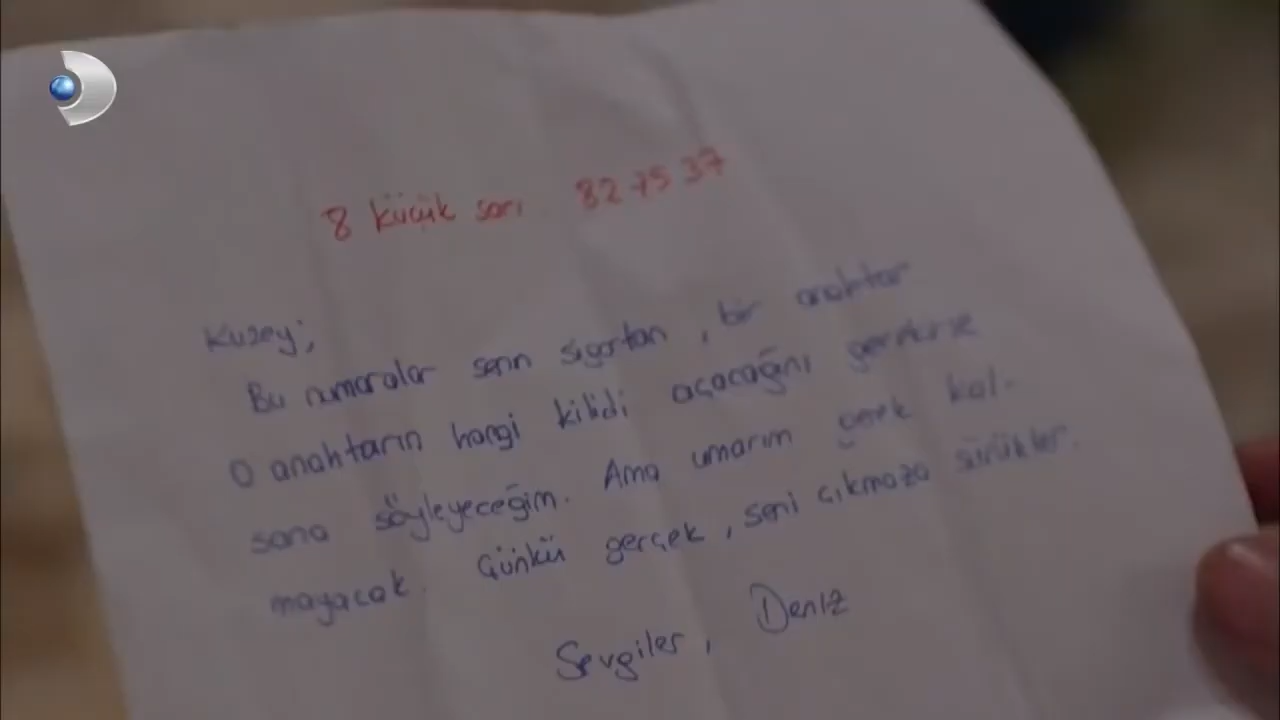 8 küçük sarı 82 75 37
Kuzey;
Bu numaralar senin sigortan, bir anahtar
O anahtarın hangi kilidi açacağını gerekirse
sana söyleyeceğim. Ama umarım gerek kal-
mayacak. Çünkü gerçek, seni çıkmaza sürükler.
Sevgiler, Deniz